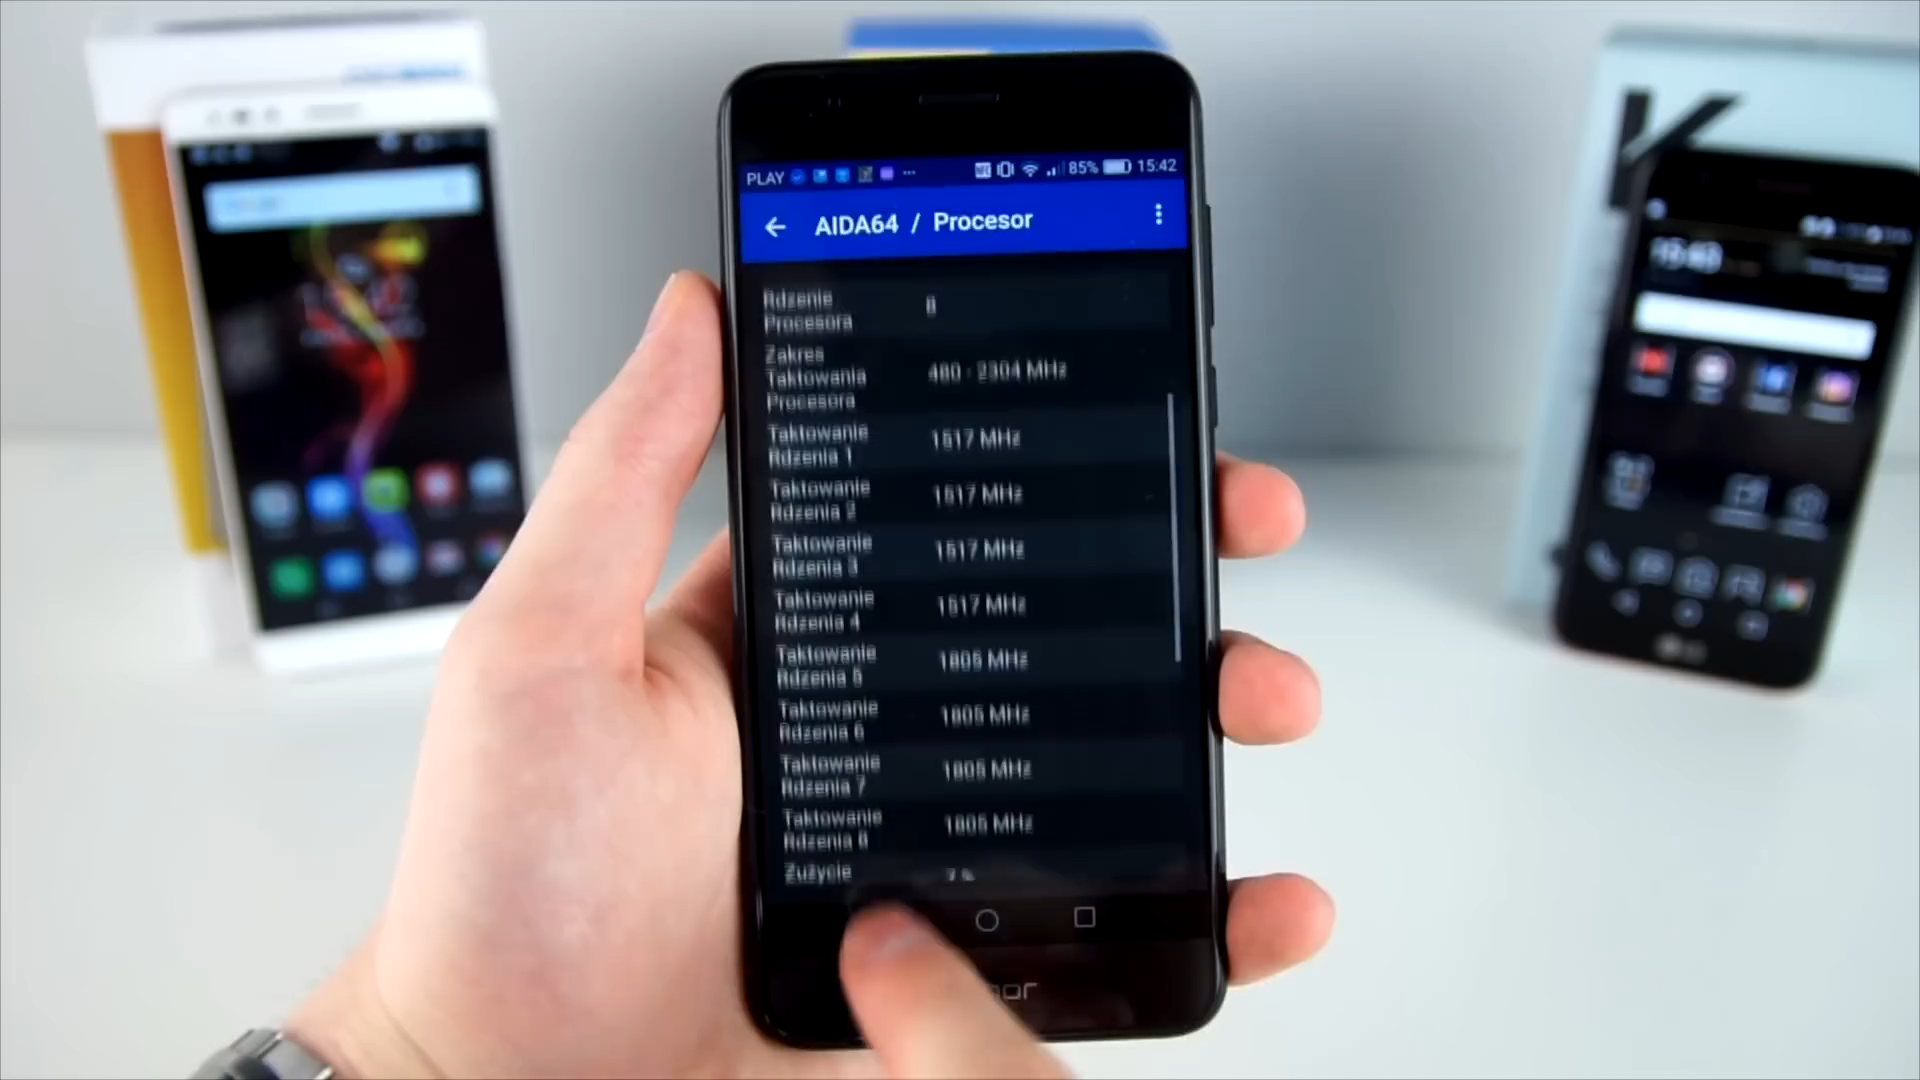 PLAY 85% 15:42
AIDA64 / Procesor
Rdzenie
Procesora
8
Zakres
Taktowania
Procesora
480 - 2304 MHz
Taktowanie
Rdzenia 1
1517 MHz
Taktowanie
Rdzenia 2
1517 MHz
Taktowanie
Rdzenia 3
1517 MHz
Taktowanie
Rdzenia 4
1517 MHz
Taktowanie
Rdzenia 5
1805 MHz
Taktowanie
Rdzenia 6
1805 MHz
Taktowanie
Rdzenia 7
1805 MHz
Taktowanie
Rdzenia 8
1805 MHz
Zużycie
K
LG